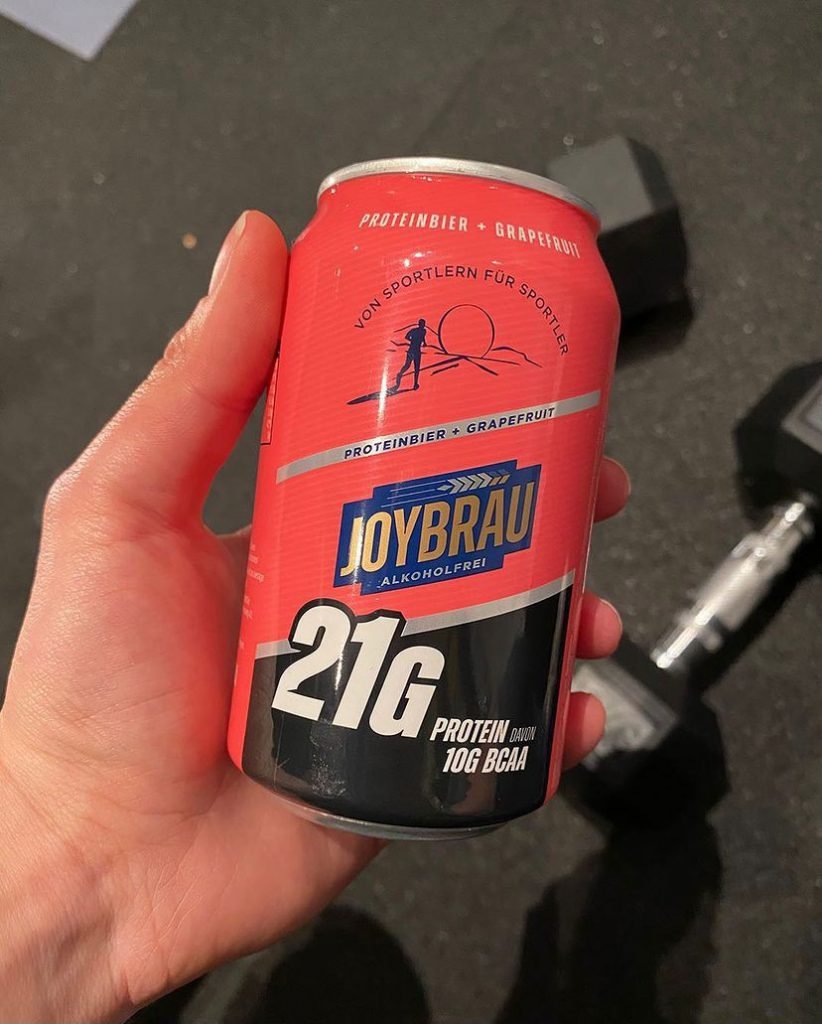 PROTEINBIER + GRAPEFRUIT
VON SPORTLERN FÜR SPORTLER
PROTEINBIER + GRAPEFRUIT
JOYBRÄU
ALKOHOLFREI
21G
PROTEIN DAVON
10G BCAA